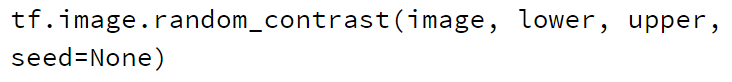 tf.image.random_contrast(image, lower, upper,
seed=None)